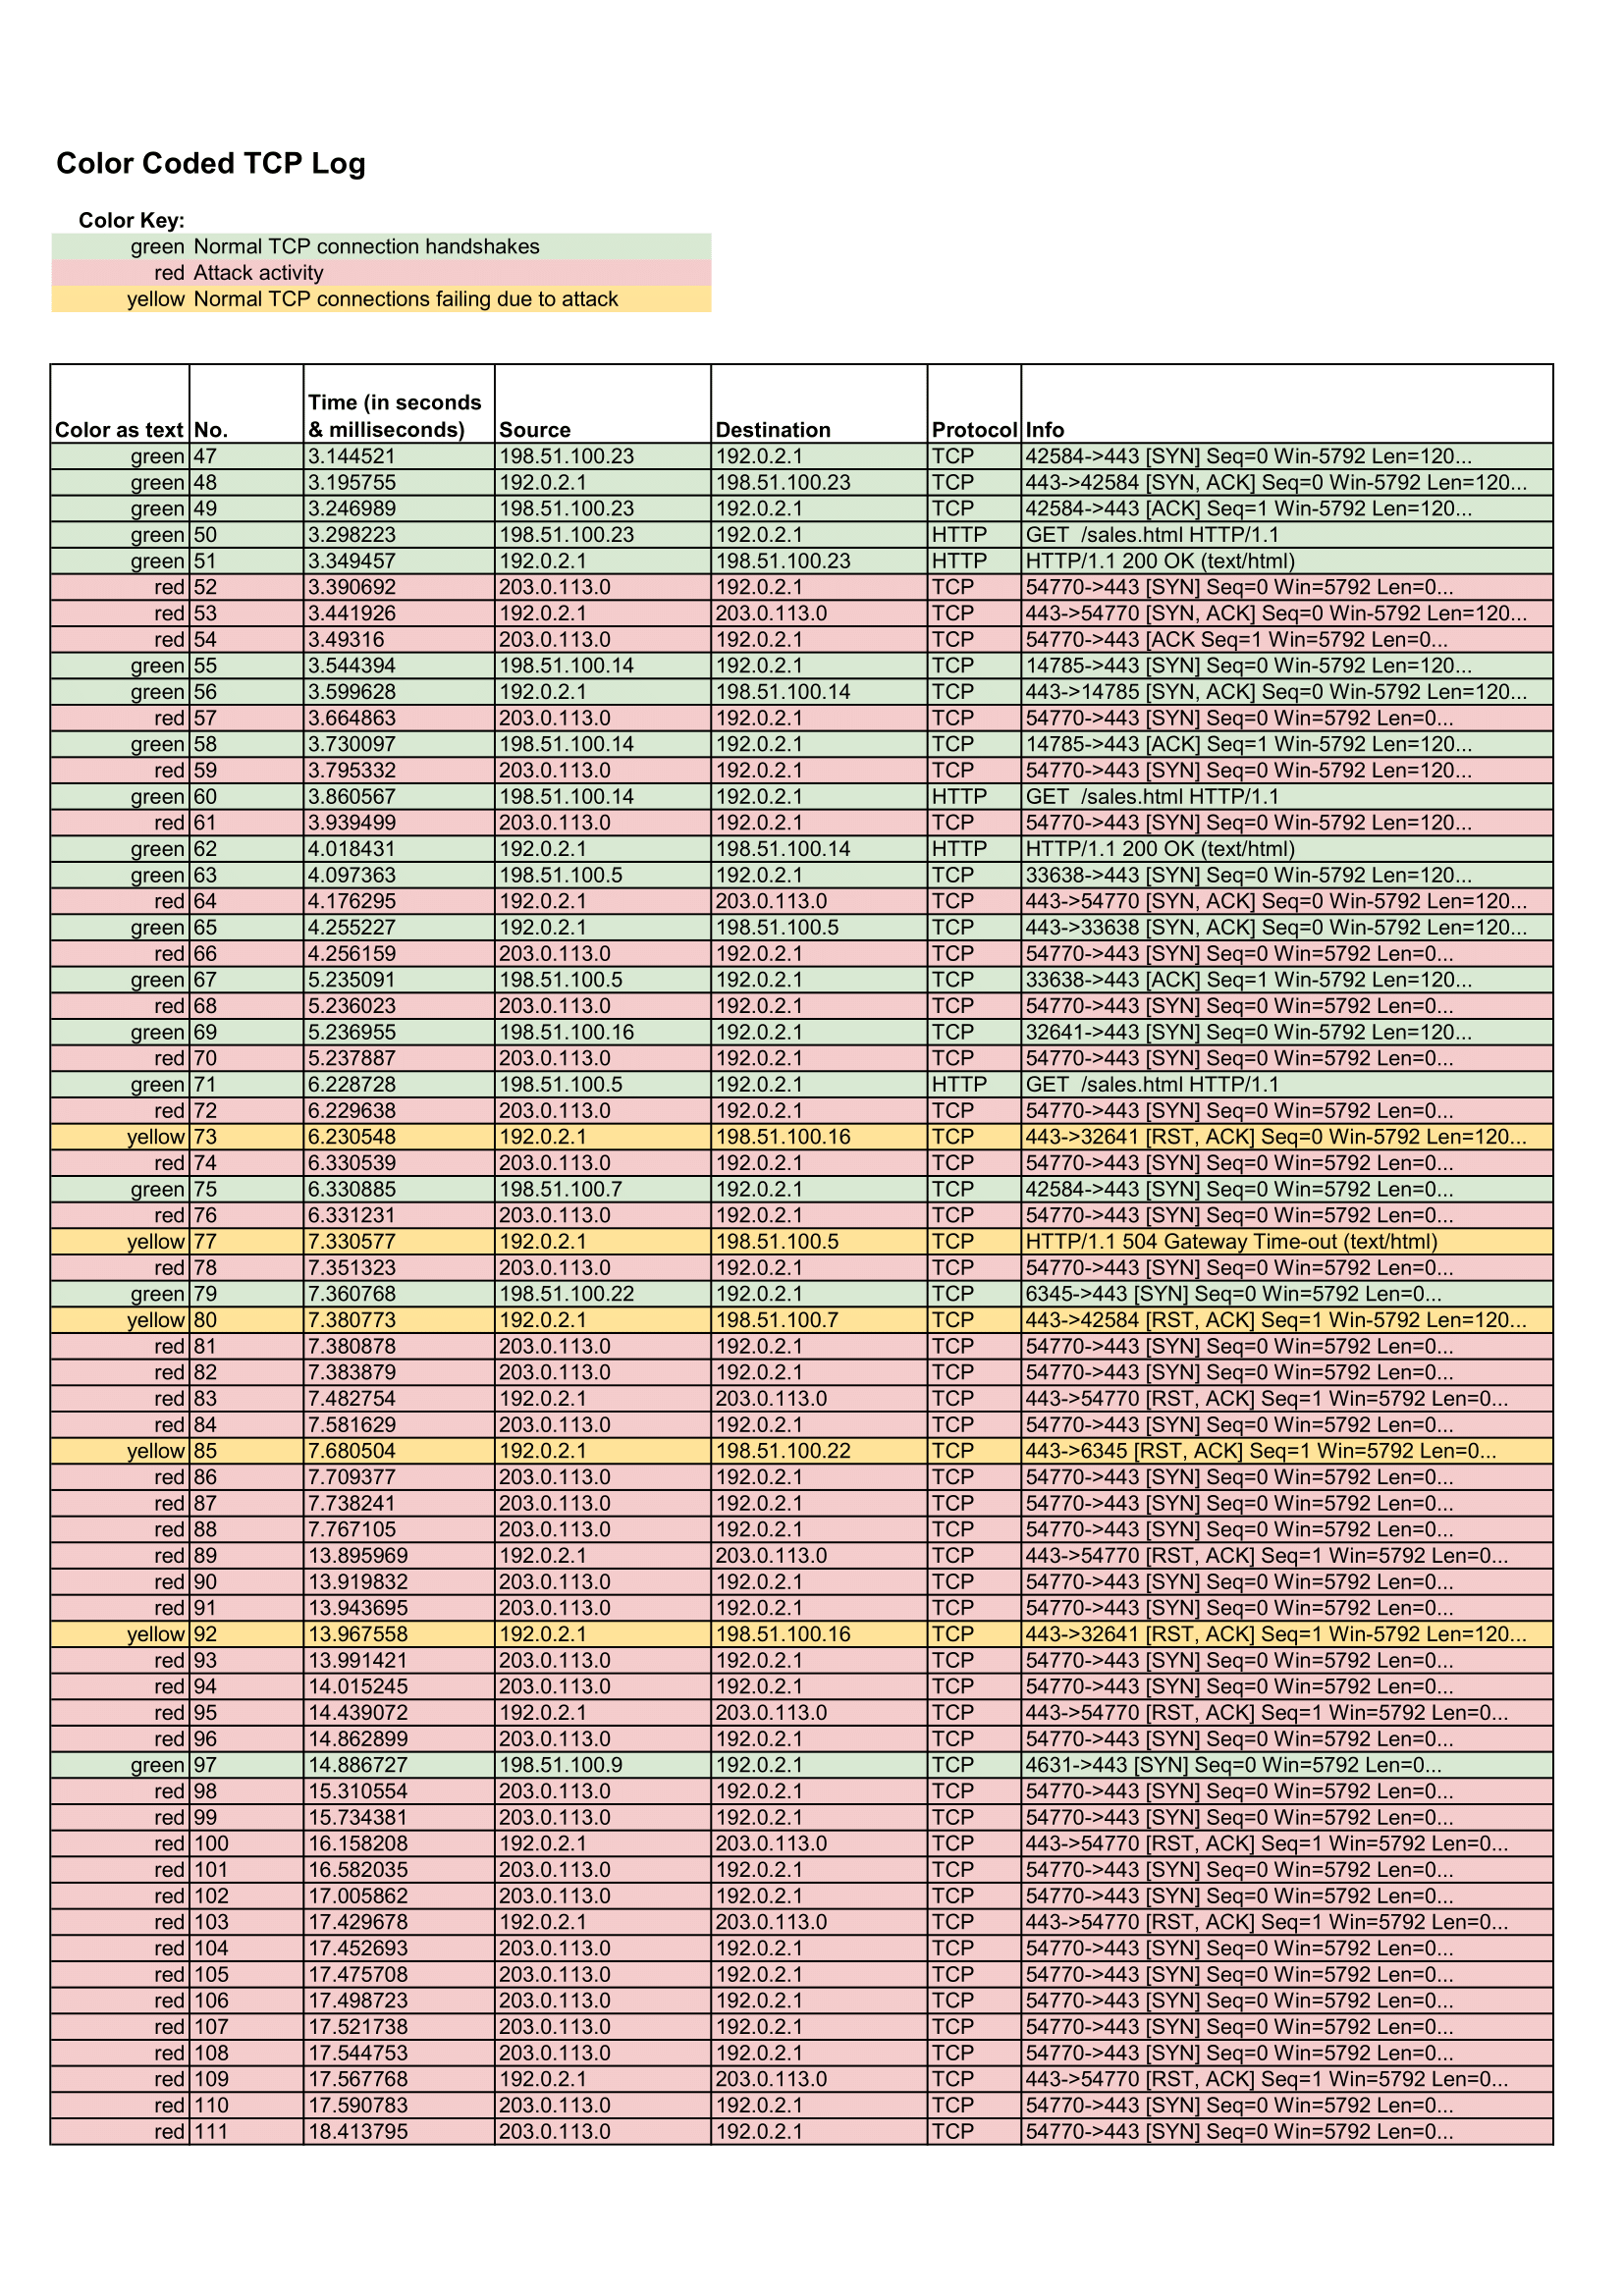 Color Coded TCP Log
Color Key:
green Normal TCP connection handshakes
red Attack activity
yellow Normal TCP connections failing due to attack
Color as text No. Time (in seconds & milliseconds) Source Destination Protocol Info
green 47 3.144521 198.51.100.23 192.0.2.1 TCP 42584->443 [SYN] Seq=0 Win-5792 Len=120...
green 48 3.195755 192.0.2.1 198.51.100.23 TCP 443->42584 [SYN, ACK] Seq=0 Win-5792 Len=120...
green 49 3.246989 198.51.100.23 192.0.2.1 TCP 42584->443 [ACK] Seq=1 Win-5792 Len=120...
green 50 3.298223 198.51.100.23 192.0.2.1 HTTP GET /sales.html HTTP/1.1
green 51 3.349457 192.0.2.1 198.51.100.23 HTTP HTTP/1.1 200 OK (text/html)
red 52 3.390692 203.0.113.0 192.0.2.1 TCP 54770->443 [SYN] Seq=0 Win=5792 Len=0...
red 53 3.441926 192.0.2.1 203.0.113.0 TCP 443->54770 [SYN, ACK] Seq=0 Win-5792 Len=120...
red 54 3.49316 203.0.113.0 192.0.2.1 TCP 54770->443 [ACK Seq=1 Win=5792 Len=0...
green 55 3.544394 198.51.100.14 192.0.2.1 TCP 14785->443 [SYN] Seq=0 Win-5792 Len=120...
green 56 3.599628 192.0.2.1 198.51.100.14 TCP 443->14785 [SYN, ACK] Seq=0 Win-5792 Len=120...
red 57 3.664863 203.0.113.0 192.0.2.1 TCP 54770->443 [SYN] Seq=0 Win=5792 Len=0...
green 58 3.730097 198.51.100.14 192.0.2.1 TCP 14785->443 [ACK] Seq=1 Win-5792 Len=120...
red 59 3.795332 203.0.113.0 192.0.2.1 TCP 54770->443 [SYN] Seq=0 Win-5792 Len=120...
green 60 3.860567 198.51.100.14 192.0.2.1 HTTP GET /sales.html HTTP/1.1
red 61 3.939499 203.0.113.0 192.0.2.1 TCP 54770->443 [SYN] Seq=0 Win-5792 Len=120...
green 62 4.018431 192.0.2.1 198.51.100.14 HTTP HTTP/1.1 200 OK (text/html)
green 63 4.097363 198.51.100.5 192.0.2.1 TCP 33638->443 [SYN] Seq=0 Win-5792 Len=120...
red 64 4.176295 192.0.2.1 203.0.113.0 TCP 443->54770 [SYN, ACK] Seq=0 Win-5792 Len=120...
green 65 4.255227 192.0.2.1 198.51.100.5 TCP 443->33638 [SYN, ACK] Seq=0 Win-5792 Len=120...
red 66 4.256159 203.0.113.0 192.0.2.1 TCP 54770->443 [SYN] Seq=0 Win=5792 Len=0...
green 67 5.235091 198.51.100.5 192.0.2.1 TCP 33638->443 [ACK] Seq=1 Win-5792 Len=120...
red 68 5.236023 203.0.113.0 192.0.2.1 TCP 54770->443 [SYN] Seq=0 Win=5792 Len=0...
green 69 5.236955 198.51.100.16 192.0.2.1 TCP 32641->443 [SYN] Seq=0 Win-5792 Len=120...
red 70 5.237887 203.0.113.0 192.0.2.1 TCP 54770->443 [SYN] Seq=0 Win=5792 Len=0...
green 71 6.228728 198.51.100.5 192.0.2.1 HTTP GET /sales.html HTTP/1.1
red 72 6.229638 203.0.113.0 192.0.2.1 TCP 54770->443 [SYN] Seq=0 Win=5792 Len=0...
yellow 73 6.230548 192.0.2.1 198.51.100.16 TCP 443->32641 [RST, ACK] Seq=0 Win-5792 Len=120...
red 74 6.330539 203.0.113.0 192.0.2.1 TCP 54770->443 [SYN] Seq=0 Win=5792 Len=0...
green 75 6.330885 198.51.100.7 192.0.2.1 TCP 42584->443 [SYN] Seq=0 Win=5792 Len=0...
red 76 6.331231 203.0.113.0 192.0.2.1 TCP 54770->443 [SYN] Seq=0 Win=5792 Len=0...
yellow 77 7.330577 192.0.2.1 198.51.100.5 TCP HTTP/1.1 504 Gateway Time-out (text/html)
red 78 7.351323 203.0.113.0 192.0.2.1 TCP 54770->443 [SYN] Seq=0 Win=5792 Len=0...
green 79 7.360768 198.51.100.22 192.0.2.1 TCP 6345->443 [SYN] Seq=0 Win=5792 Len=0...
yellow 80 7.380773 192.0.2.1 198.51.100.7 TCP 443->42584 [RST, ACK] Seq=1 Win-5792 Len=120...
red 81 7.380878 203.0.113.0 192.0.2.1 TCP 54770->443 [SYN] Seq=0 Win=5792 Len=0...
red 82 7.383879 203.0.113.0 192.0.2.1 TCP 54770->443 [SYN] Seq=0 Win=5792 Len=0...
red 83 7.482754 192.0.2.1 203.0.113.0 TCP 443->54770 [RST, ACK] Seq=1 Win=5792 Len=0...
red 84 7.581629 203.0.113.0 192.0.2.1 TCP 54770->443 [SYN] Seq=0 Win=5792 Len=0...
yellow 85 7.680504 192.0.2.1 198.51.100.22 TCP 443->6345 [RST, ACK] Seq=1 Win=5792 Len=0...
red 86 7.709377 203.0.113.0 192.0.2.1 TCP 54770->443 [SYN] Seq=0 Win=5792 Len=0...
red 87 7.738241 203.0.113.0 192.0.2.1 TCP 54770->443 [SYN] Seq=0 Win=5792 Len=0...
red 88 7.767105 203.0.113.0 192.0.2.1 TCP 54770->443 [SYN] Seq=0 Win=5792 Len=0...
red 89 13.895969 192.0.2.1 203.0.113.0 TCP 443->54770 [RST, ACK] Seq=1 Win=5792 Len=0...
red 90 13.919832 203.0.113.0 192.0.2.1 TCP 54770->443 [SYN] Seq=0 Win=5792 Len=0...
red 91 13.943695 203.0.113.0 192.0.2.1 TCP 54770->443 [SYN] Seq=0 Win=5792 Len=0...
yellow 92 13.967558 192.0.2.1 198.51.100.16 TCP 443->32641 [RST, ACK] Seq=1 Win-5792 Len=120...
red 93 13.991421 203.0.113.0 192.0.2.1 TCP 54770->443 [SYN] Seq=0 Win=5792 Len=0...
red 94 14.015245 203.0.113.0 192.0.2.1 TCP 54770->443 [SYN] Seq=0 Win=5792 Len=0...
red 95 14.439072 192.0.2.1 203.0.113.0 TCP 443->54770 [RST, ACK] Seq=1 Win=5792 Len=0...
red 96 14.862899 203.0.113.0 192.0.2.1 TCP 54770->443 [SYN] Seq=0 Win=5792 Len=0...
green 97 14.886727 198.51.100.9 192.0.2.1 TCP 4631->443 [SYN] Seq=0 Win=5792 Len=0...
red 98 15.310554 203.0.113.0 192.0.2.1 TCP 54770->443 [SYN] Seq=0 Win=5792 Len=0...
red 99 15.734381 203.0.113.0 192.0.2.1 TCP 54770->443 [SYN] Seq=0 Win=5792 Len=0...
red 100 16.158208 192.0.2.1 203.0.113.0 TCP 443->54770 [RST, ACK] Seq=1 Win=5792 Len=0...
red 101 16.582035 203.0.113.0 192.0.2.1 TCP 54770->443 [SYN] Seq=0 Win=5792 Len=0...
red 102 17.005862 203.0.113.0 192.0.2.1 TCP 54770->443 [SYN] Seq=0 Win=5792 Len=0...
red 103 17.429678 192.0.2.1 203.0.113.0 TCP 443->54770 [RST, ACK] Seq=1 Win=5792 Len=0...
red 104 17.452693 203.0.113.0 192.0.2.1 TCP 54770->443 [SYN] Seq=0 Win=5792 Len=0...
red 105 17.475708 203.0.113.0 192.0.2.1 TCP 54770->443 [SYN] Seq=0 Win=5792 Len=0...
red 106 17.498723 203.0.113.0 192.0.2.1 TCP 54770->443 [SYN] Seq=0 Win=5792 Len=0...
red 107 17.521738 203.0.113.0 192.0.2.1 TCP 54770->443 [SYN] Seq=0 Win=5792 Len=0...
red 108 17.544753 203.0.113.0 192.0.2.1 TCP 54770->443 [SYN] Seq=0 Win=5792 Len=0...
red 109 17.567768 192.0.2.1 203.0.113.0 TCP 443->54770 [RST, ACK] Seq=1 Win=5792 Len=0...
red 110 17.590783 203.0.113.0 192.0.2.1 TCP 54770->443 [SYN] Seq=0 Win=5792 Len=0...
red 111 18.413795 203.0.113.0 192.0.2.1 TCP 54770->443 [SYN] Seq=0 Win=5792 Len=0...